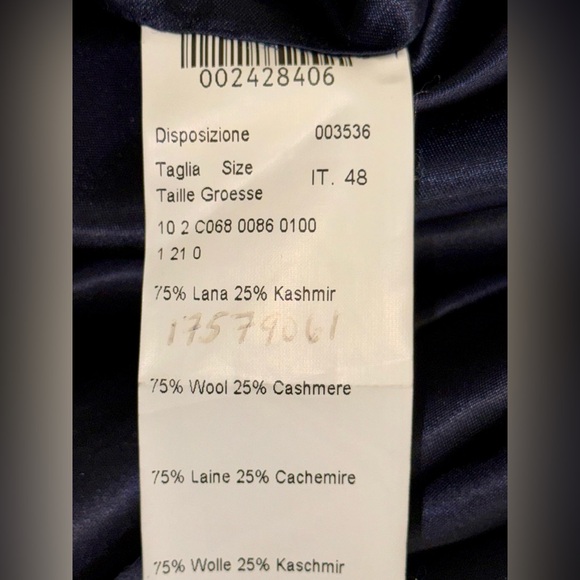 002428406
Disposizione 003536
Taglia Size
Taille Groesse IT. 48
10 2 C068 0086 0100
1 21 0
75% Lana 25% Kashmir
17579061
75% Wool 25% Cashmere
75% Laine 25% Cachemire
75% Wolle 25% Kaschmir